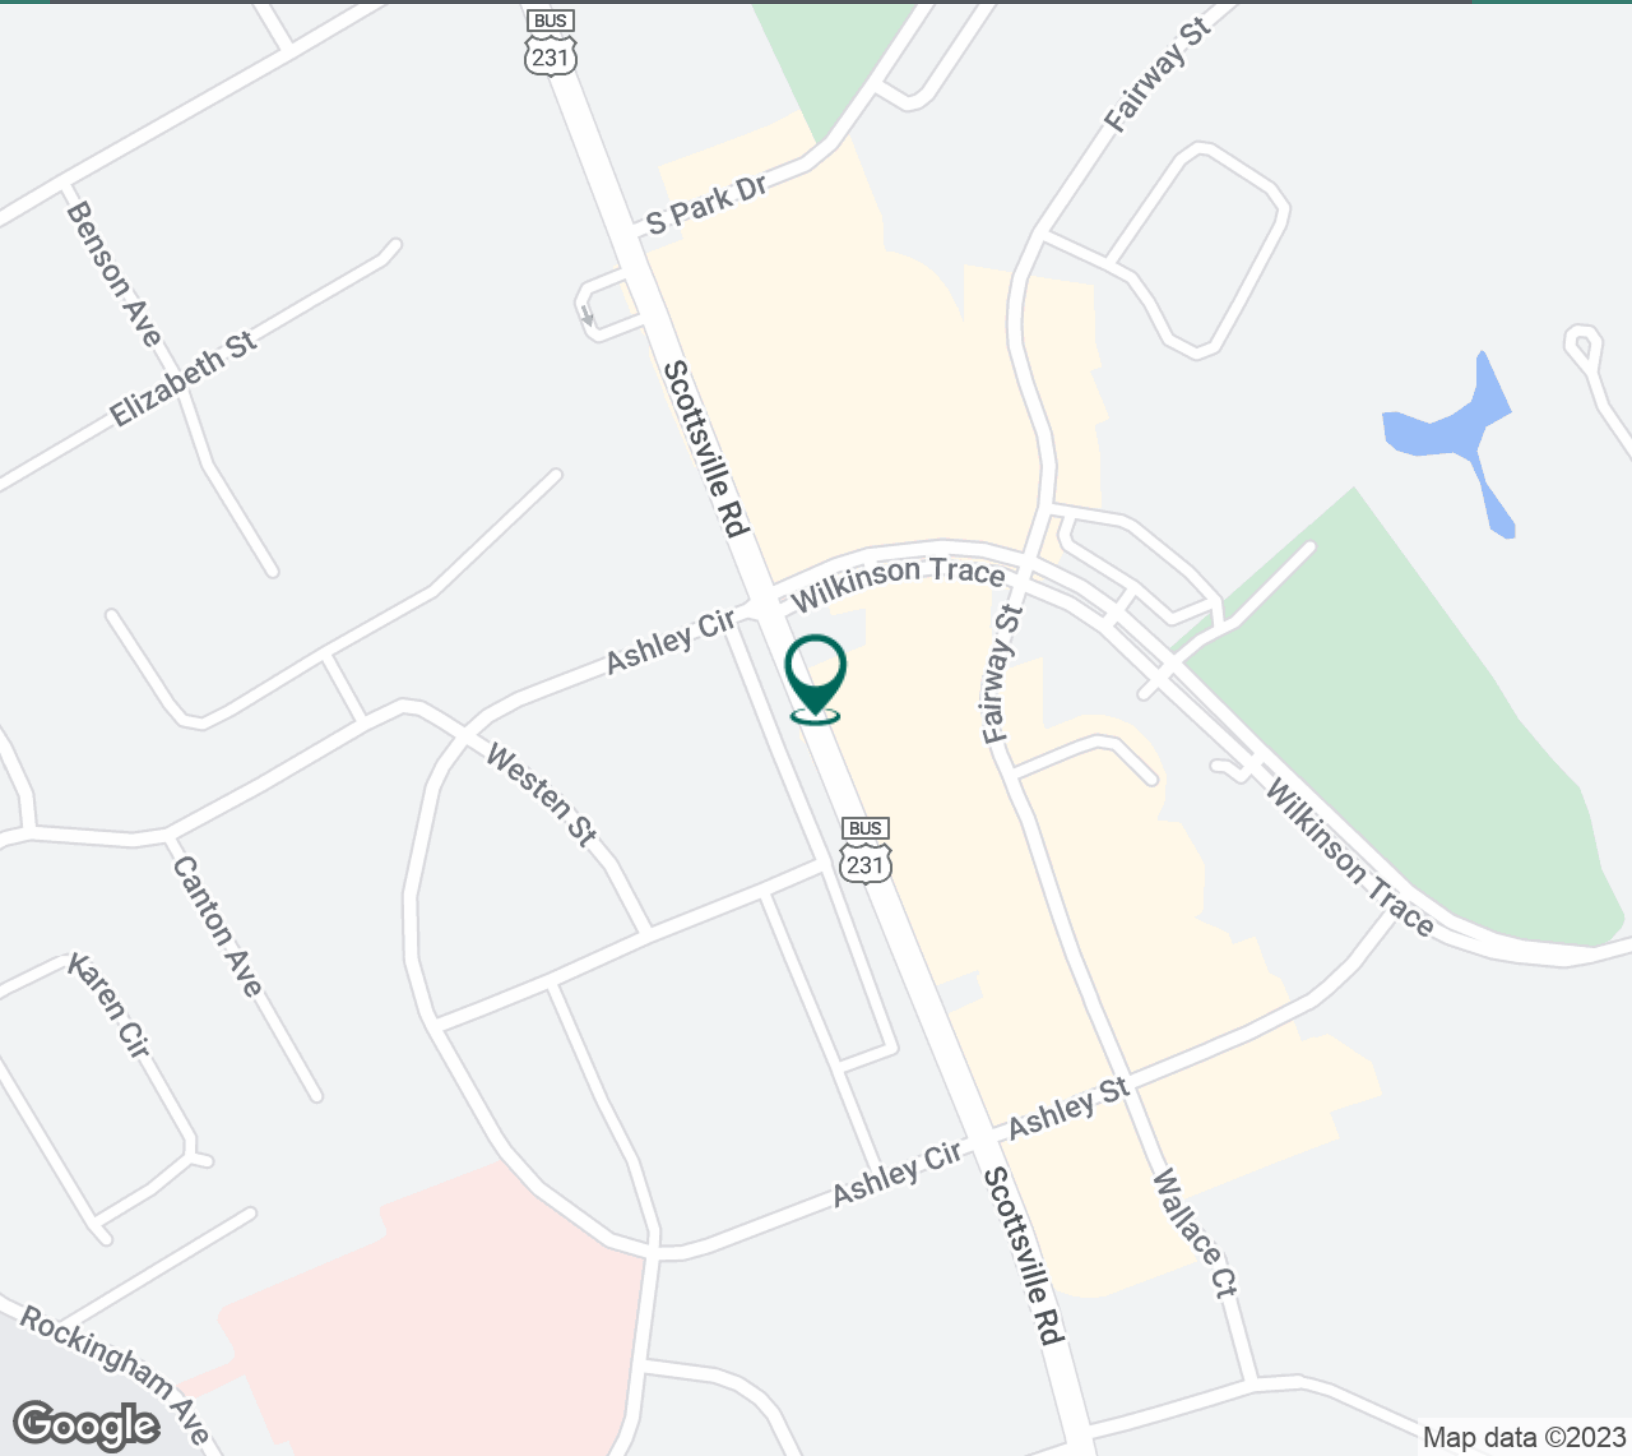 BUS
231
Fairway St
S Park Dr
Benson Ave
Elizabeth St
Scottsville Rd
Wilkinson Trace
Ashley Cir
Fairway St
Westen St
Wilkinson Trace
BUS
231
Canton Ave
Karen Cir
Ashley St
Ashley Cir
Scottsville Rd
Wallace Ct
Rockingham Ave
Google
Map data ©2023